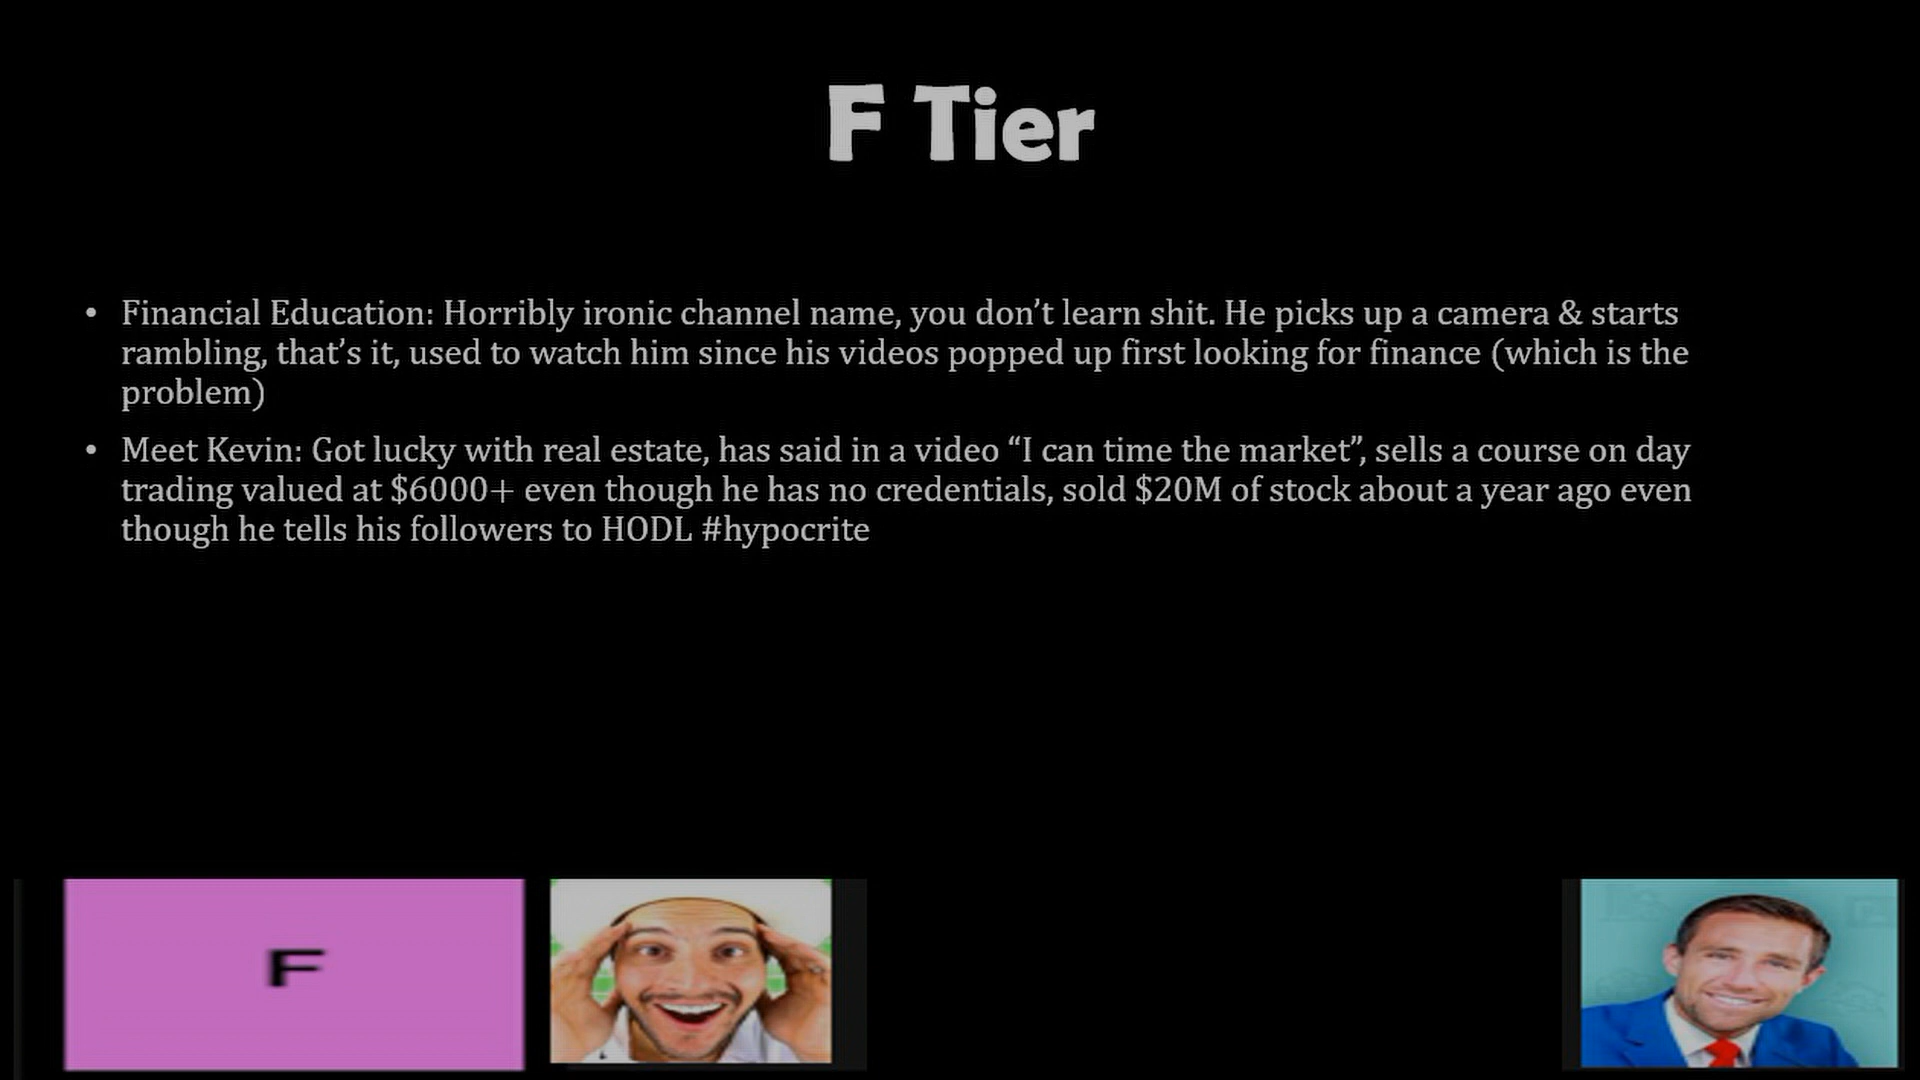 F Tier
• Financial Education: Horribly ironic channel name, you don’t learn shit. He picks up a camera & starts
rambling, that’s it, used to watch him since his videos popped up first looking for finance (which is the
problem)
• Meet Kevin: Got lucky with real estate, has said in a video “I can time the market”, sells a course on day
trading valued at $6000+ even though he has no credentials, sold $20M of stock about a year ago even
though he tells his followers to HODL #hypocrite
F